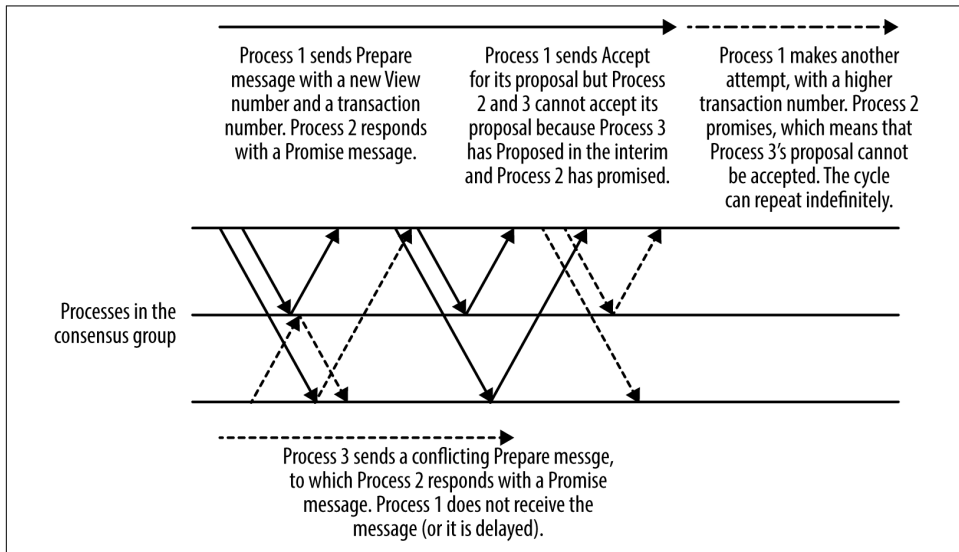 Process 1 sends Prepare
message with a new View
number and a transaction
number. Process 2 responds
with a Promise message.
Process 1 sends Accept
for its proposal but Process
2 and 3 cannot accept its
proposal because Process 3
has Proposed in the interim
and Process 2 has promised.
Process 1 makes another
attempt, with a higher
transaction number. Process 2
promises, which means that
Process 3's proposal cannot
be accepted. The cycle
can repeat indefinitely.
Processes in the
consensus group
Process 3 sends a conflicting Prepare messge,
to which Process 2 responds with a Promise
message. Process 1 does not receive the
message (or it is delayed).